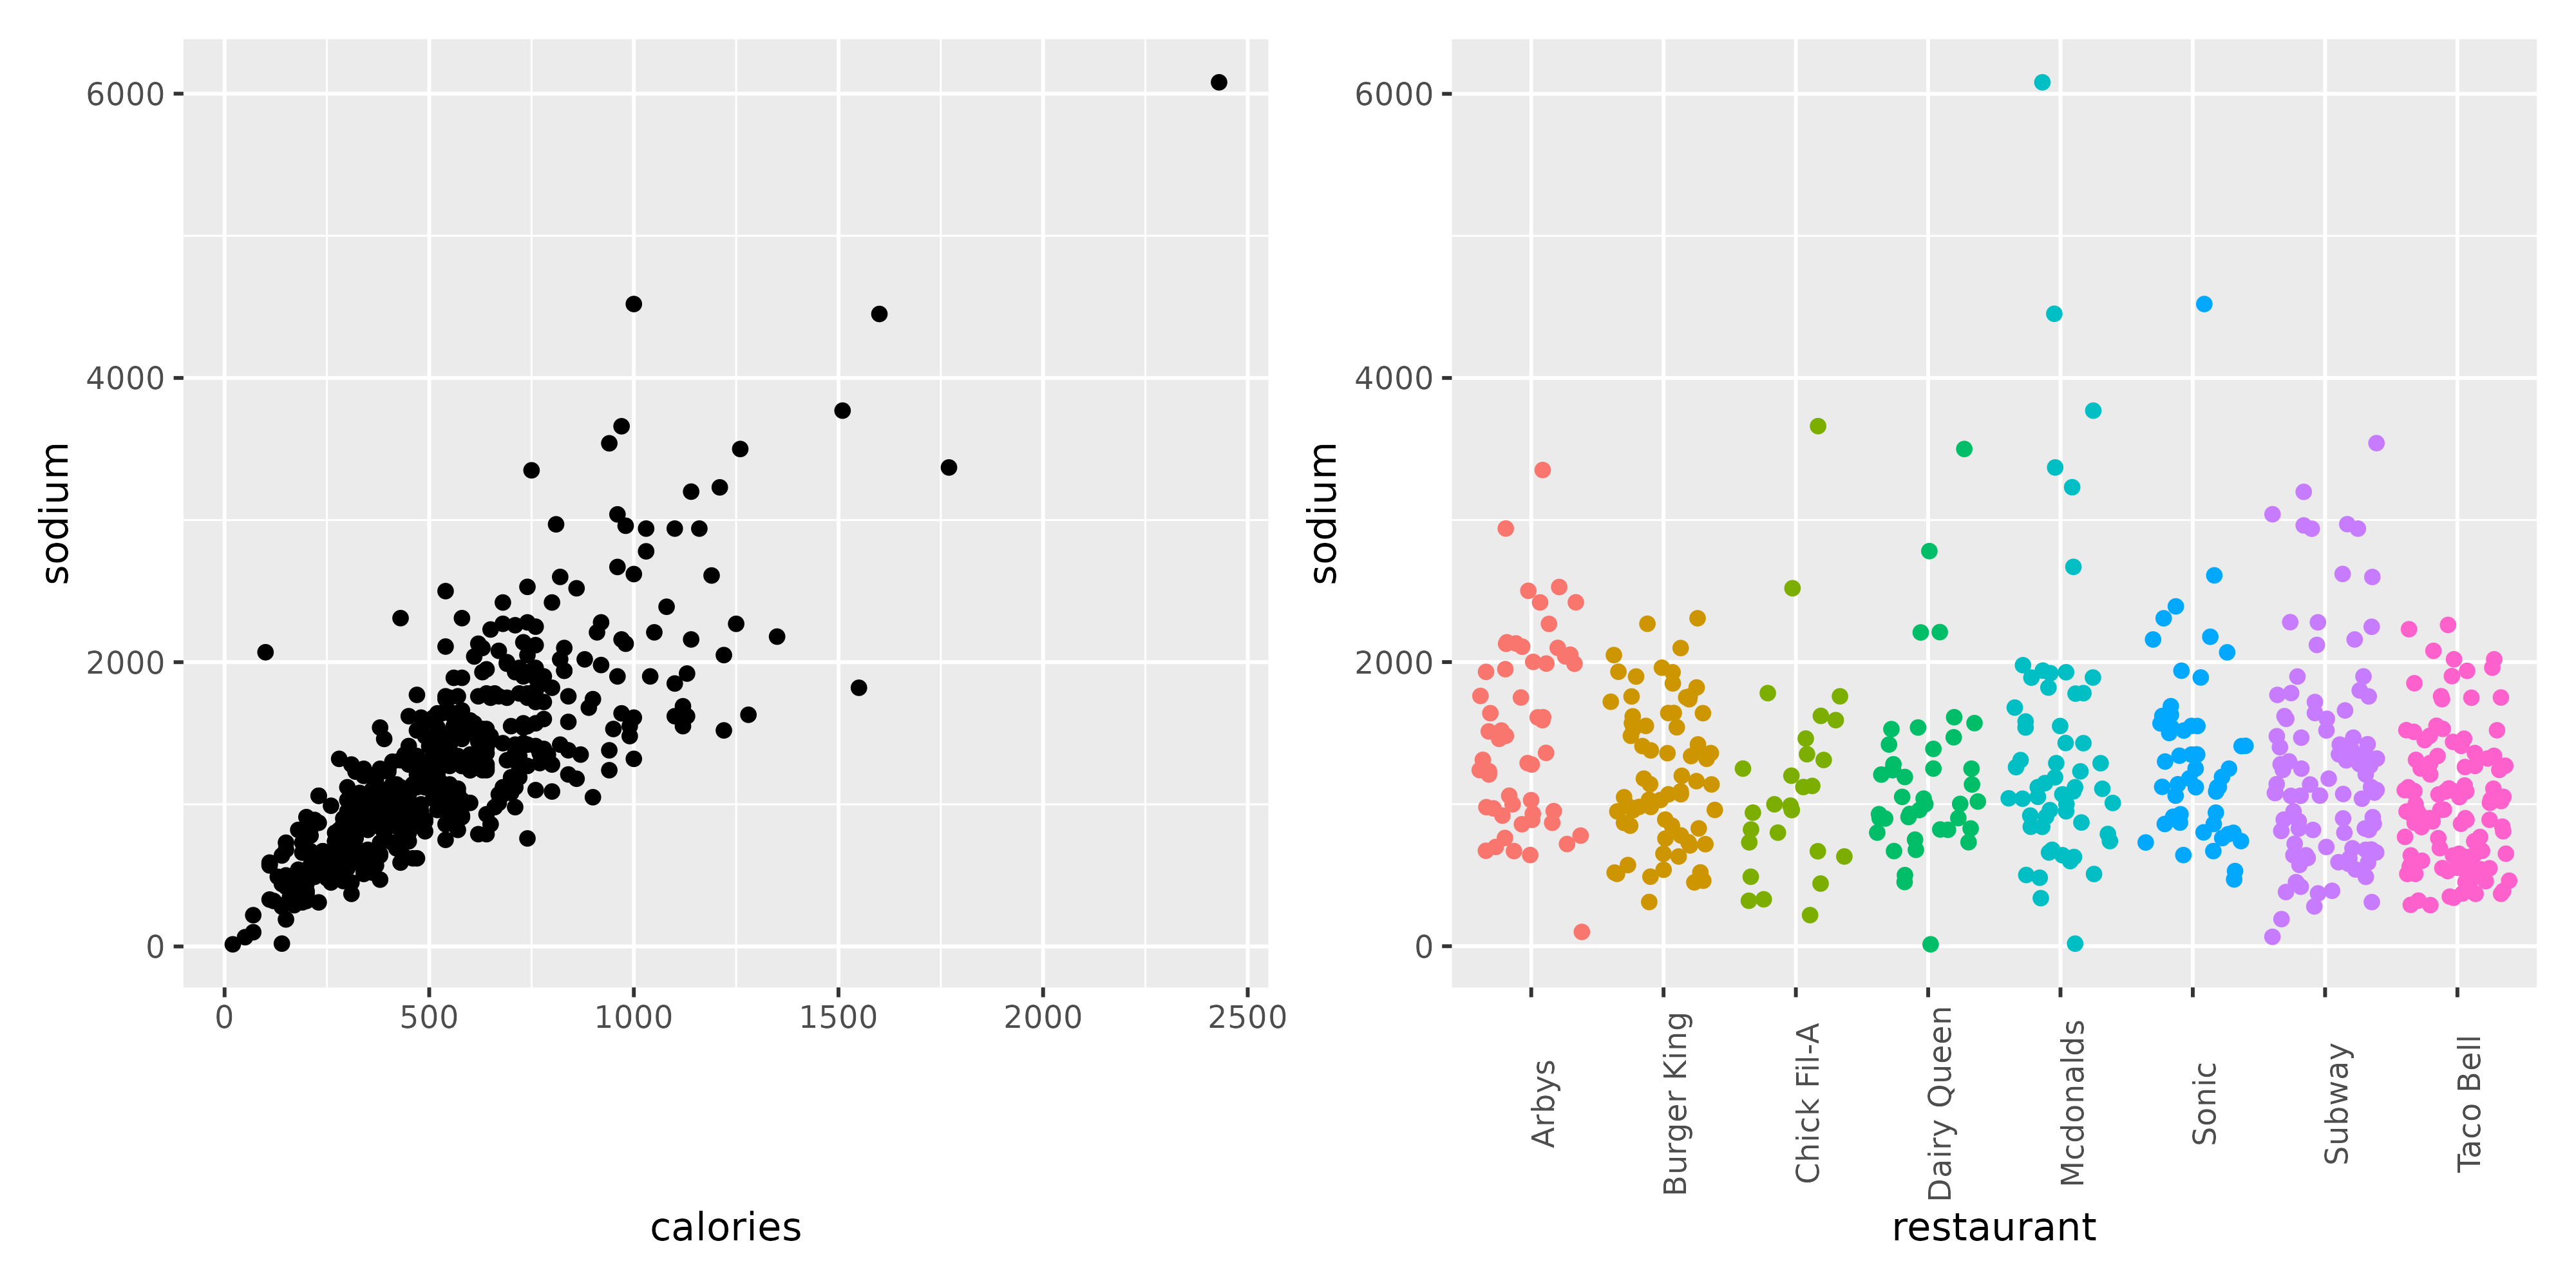 sodium
6000
4000
2000
0
0 500 1000 1500 2000 2500
calories
sodium
6000
4000
2000
0
Arbys
Burger King
Chick Fil-A
Dairy Queen
Mcdonalds
Sonic
Subway
Taco Bell
restaurant